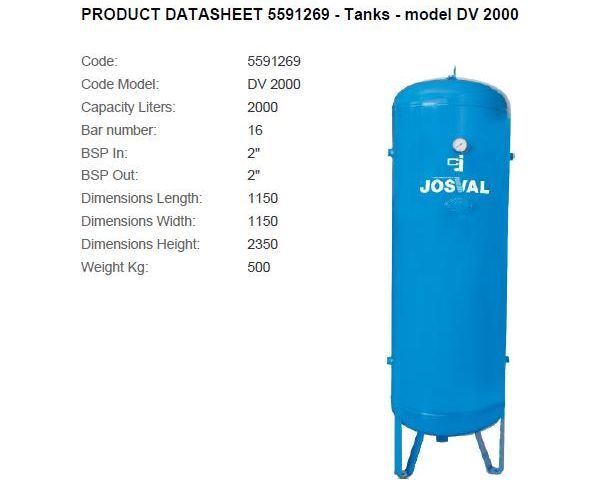 PRODUCT DATASHEET 5591269 - Tanks - model DV 2000
Code: 5591269
Code Model: DV 2000
Capacity Liters: 2000
Bar number: 16
BSP In: 2"
BSP Out: 2"
Dimensions Length: 1150
Dimensions Width: 1150
Dimensions Height: 2350
Weight Kg: 500
JOSVAL